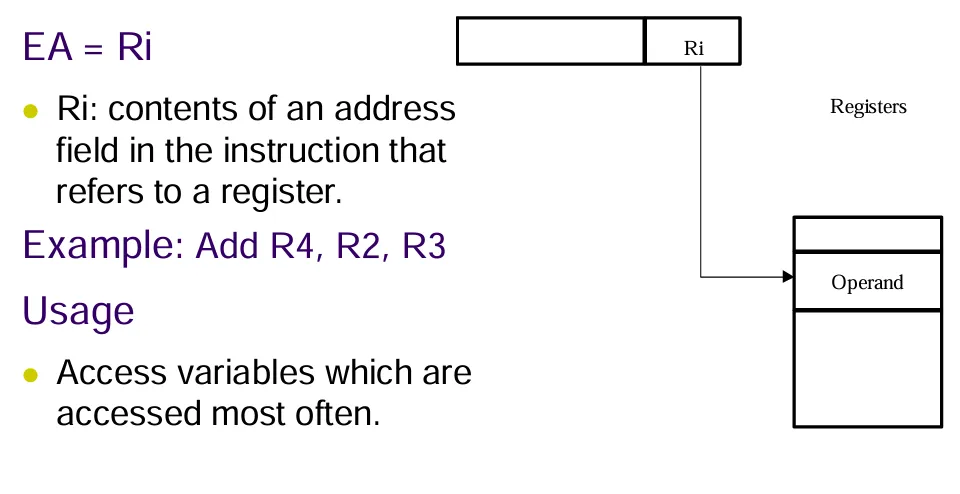 EA = Ri
Ri: contents of an address
field in the instruction that
refers to a register.
Example: Add R4, R2, R3
Usage
Access variables which are
accessed most often.
Ri
Registers
Operand